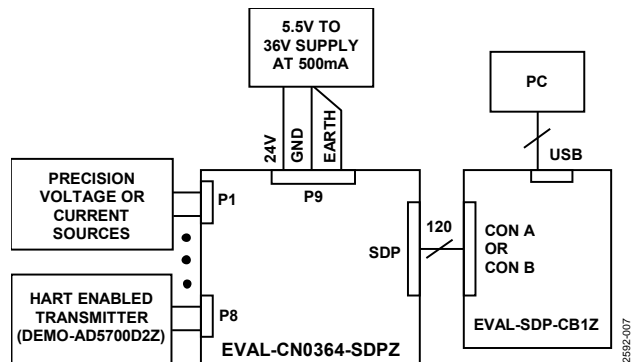 5.5V TO
36V SUPPLY
AT 500mA
PC
24V
GND
EARTH
USB
PRECISION
VOLTAGE OR
CURRENT
SOURCES
P1
P9
SDP
120
CON A
OR
CON B
HART ENABLED
TRANSMITTER
(DEMO-AD5700D2Z)
P8
EVAL-CN0364-SDPZ
EVAL-SDP-CB1Z
2592-007